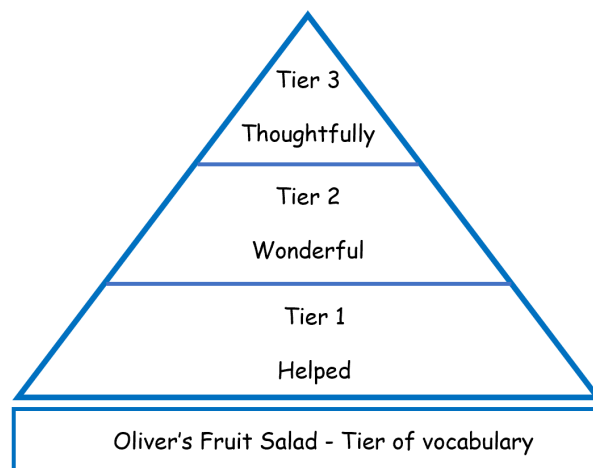 Tier 3
Thoughtfully
Tier 2
Wonderful
Tier 1
Helped
Oliver's Fruit Salad - Tier of vocabulary